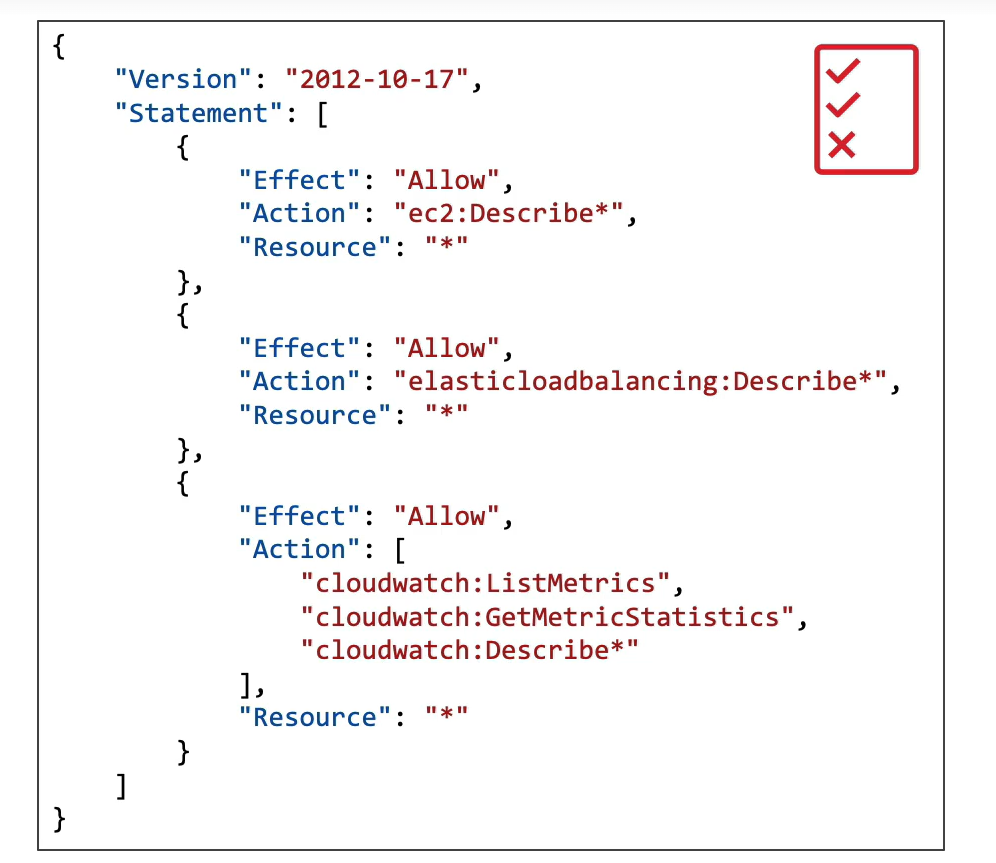 {
"Version": "2012-10-17",
"Statement": [
{
"Effect": "Allow",
"Action": "ec2:Describe*",
"Resource": "*"
},
{
"Effect": "Allow",
"Action": "elasticloadbalancing:Describe*",
"Resource": "*"
},
{
"Effect": "Allow",
"Action": [
"cloudwatch:ListMetrics",
"cloudwatch:GetMetricStatistics",
"cloudwatch:Describe*"
],
"Resource": "*"
}
]
}